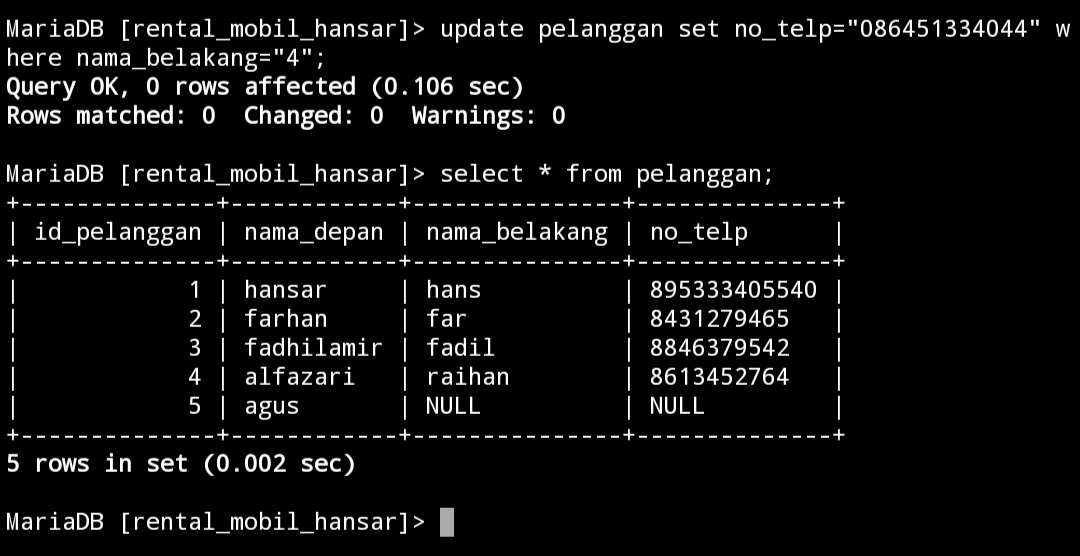 MariaDB [rental_mobil_hansar]> update pelanggan set no_telp="086451334044" w
here nama_belakang="4";
Query OK, 0 rows affected (0.106 sec)
Rows matched: 0  Changed: 0  Warnings: 0
MariaDB [rental_mobil_hansar]> select * from pelanggan;
+--------------+------------+---------------+--------------+
| id_pelanggan | nama_depan | nama_belakang | no_telp      |
+--------------+------------+---------------+--------------+
|            1 | hansar     | hans          | 895333405540 |
|            2 | farhan     | far           | 8431279465   |
|            3 | fadhilamir | fadil         | 8846379542   |
|            4 | alfazari   | raihan        | 8613452764   |
|            5 | agus       | NULL          | NULL         |
+--------------+------------+---------------+--------------+
5 rows in set (0.002 sec)
MariaDB [rental_mobil_hansar]>